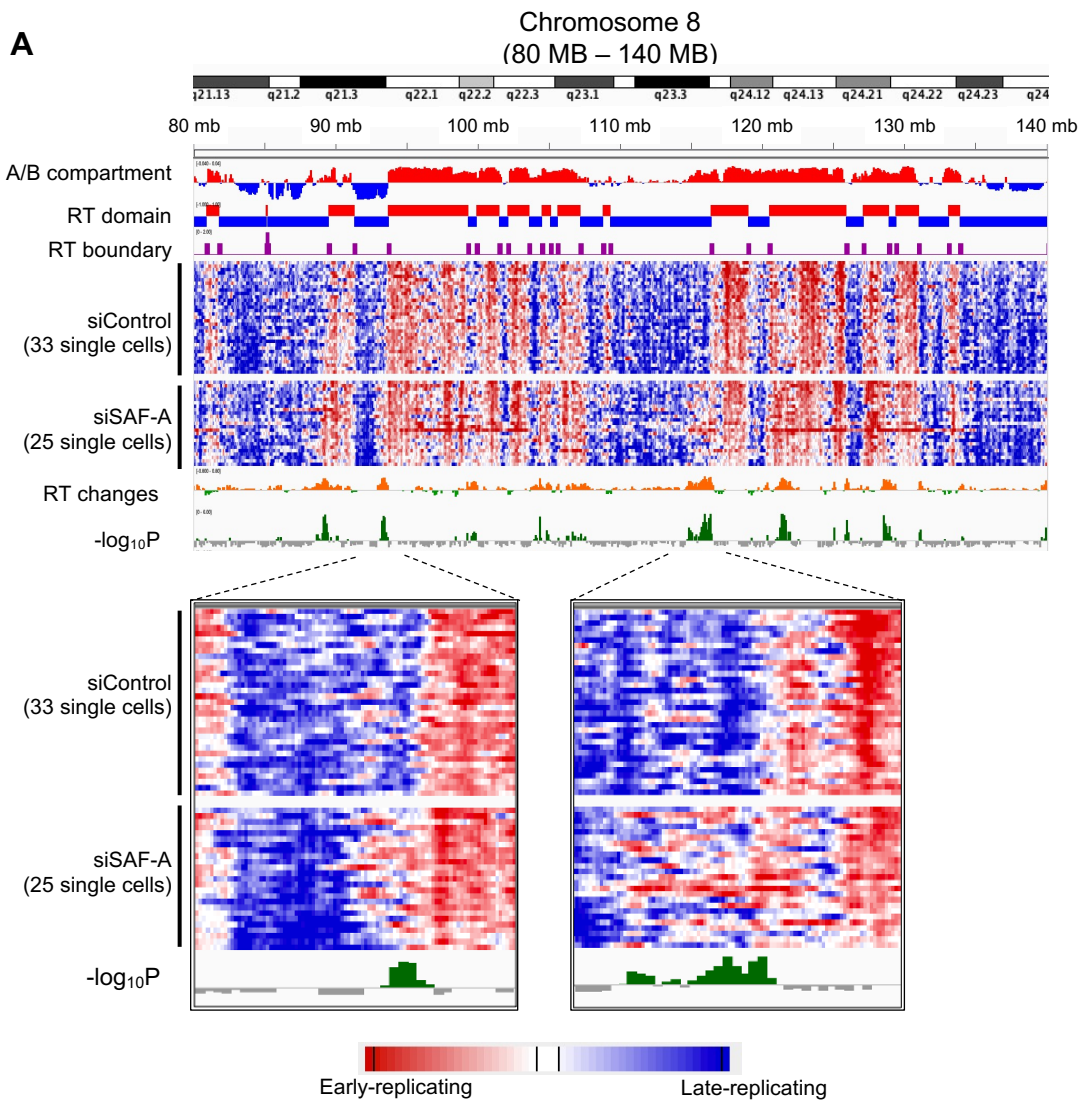 A
Chromosome 8
(80 MB – 140 MB)
q21.13 q21.2 q21.3 q22.1 q22.2 q22.3 q23.1 q23.3 q24.12 q24.13 q24.21 q24.22 q24.23 q24
80 mb 90 mb 100 mb 110 mb 120 mb 130 mb 140 mb
A/B compartment
RT domain
RT boundary
siControl
(33 single cells)
siSAF-A
(25 single cells)
RT changes
-log₁₀P
siControl
(33 single cells)
siSAF-A
(25 single cells)
-log₁₀P
Early-replicating Late-replicating